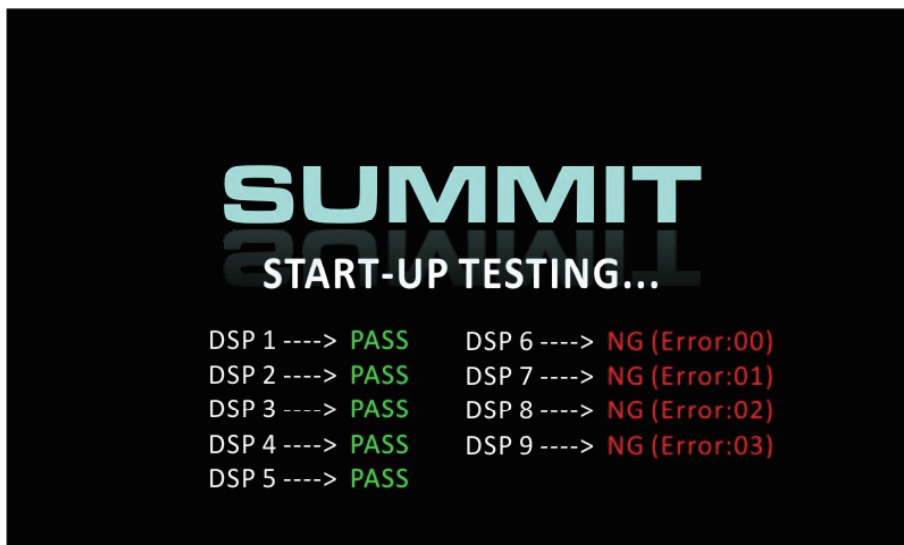 SUMMIT
START-UP TESTING...
DSP 1 ----> PASS
DSP 2 ----> PASS
DSP 3 ----> PASS
DSP 4 ----> PASS
DSP 5 ----> PASS
DSP 6 ----> NG (Error:00)
DSP 7 ----> NG (Error:01)
DSP 8 ----> NG (Error:02)
DSP 9 ----> NG (Error:03)